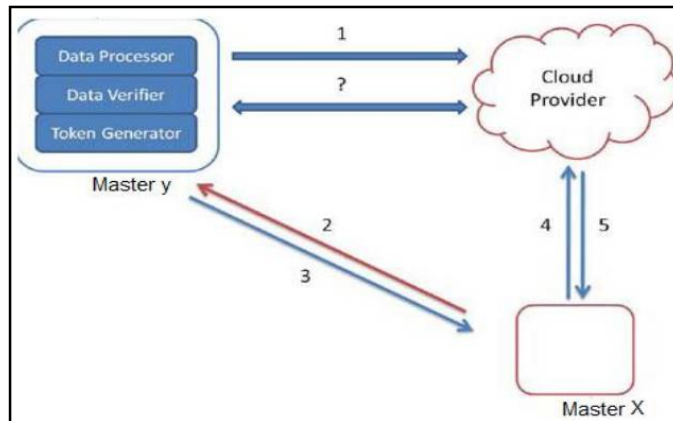 Data Processor
Data Verifier
Token Generator
Master y
1
?
Cloud
Provider
2
3
4
5
Master X